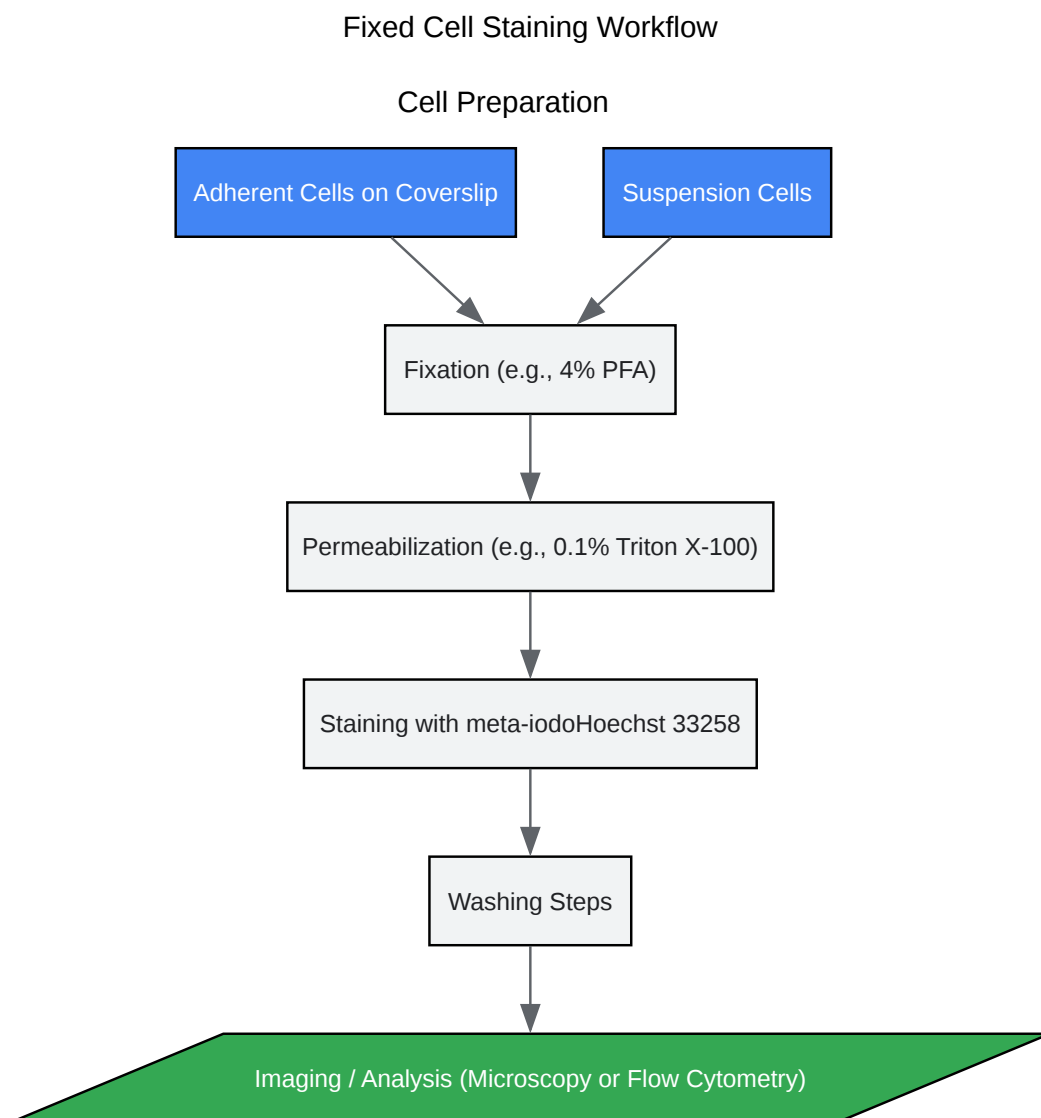 Fixed Cell Staining Workflow
Cell Preparation
Adherent Cells on Coverslip
Suspension Cells
Fixation (e.g., 4% PFA)
Permeabilization (e.g., 0.1% Triton X-100)
Staining with meta-iodoHoechst 33258
Washing Steps
Imaging / Analysis (Microscopy or Flow Cytometry)